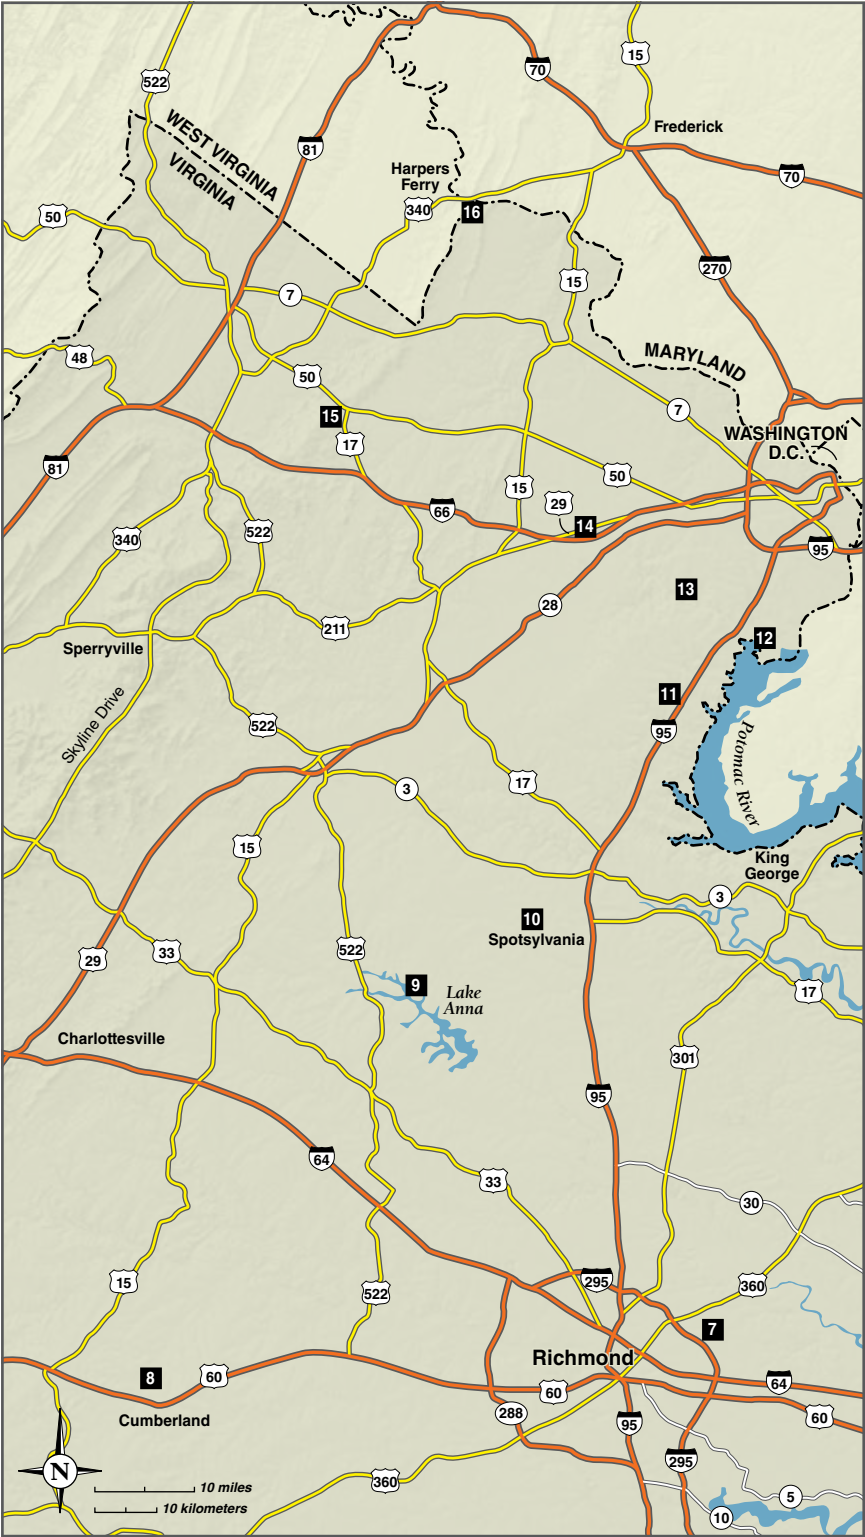 522
15
70
Frederick
WEST VIRGINIA
VIRGINIA
81
Harpers
Ferry
70
340
16
50
270
15
7
MARYLAND
48
50
15
7
17
WASHINGTON
D.C.
81
50
15
29
66
14
340
522
95
13
28
211
12
Sperryville
11
Skyline Drive
522
95
Potomac River
3
17
15
King
George
3
10
Spotsylvania
29
33
522
9
Lake
Anna
17
Charlottesville
301
95
64
33
30
15
522
295
360
7
Richmond
8
60
64
60
Cumberland
288
95
60
295
N
10 miles
360
5
10 kilometers
10